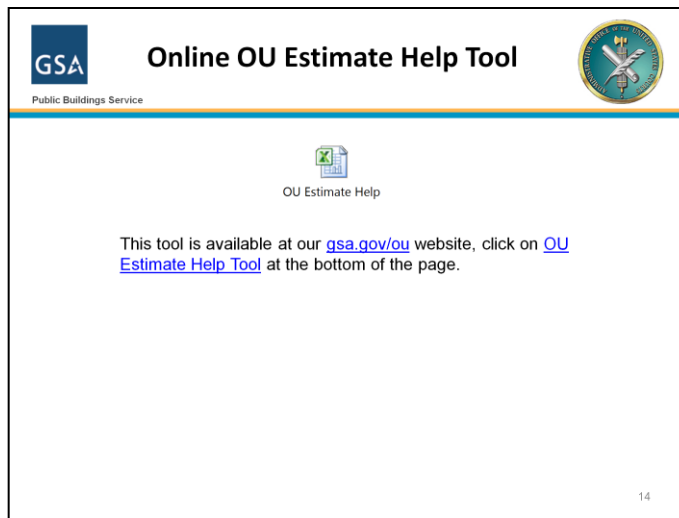 GSA
Online OU Estimate Help Tool
Public Buildings Service
OU Estimate Help
This tool is available at our gsa.gov/ou website, click on OU
Estimate Help Tool at the bottom of the page.
14